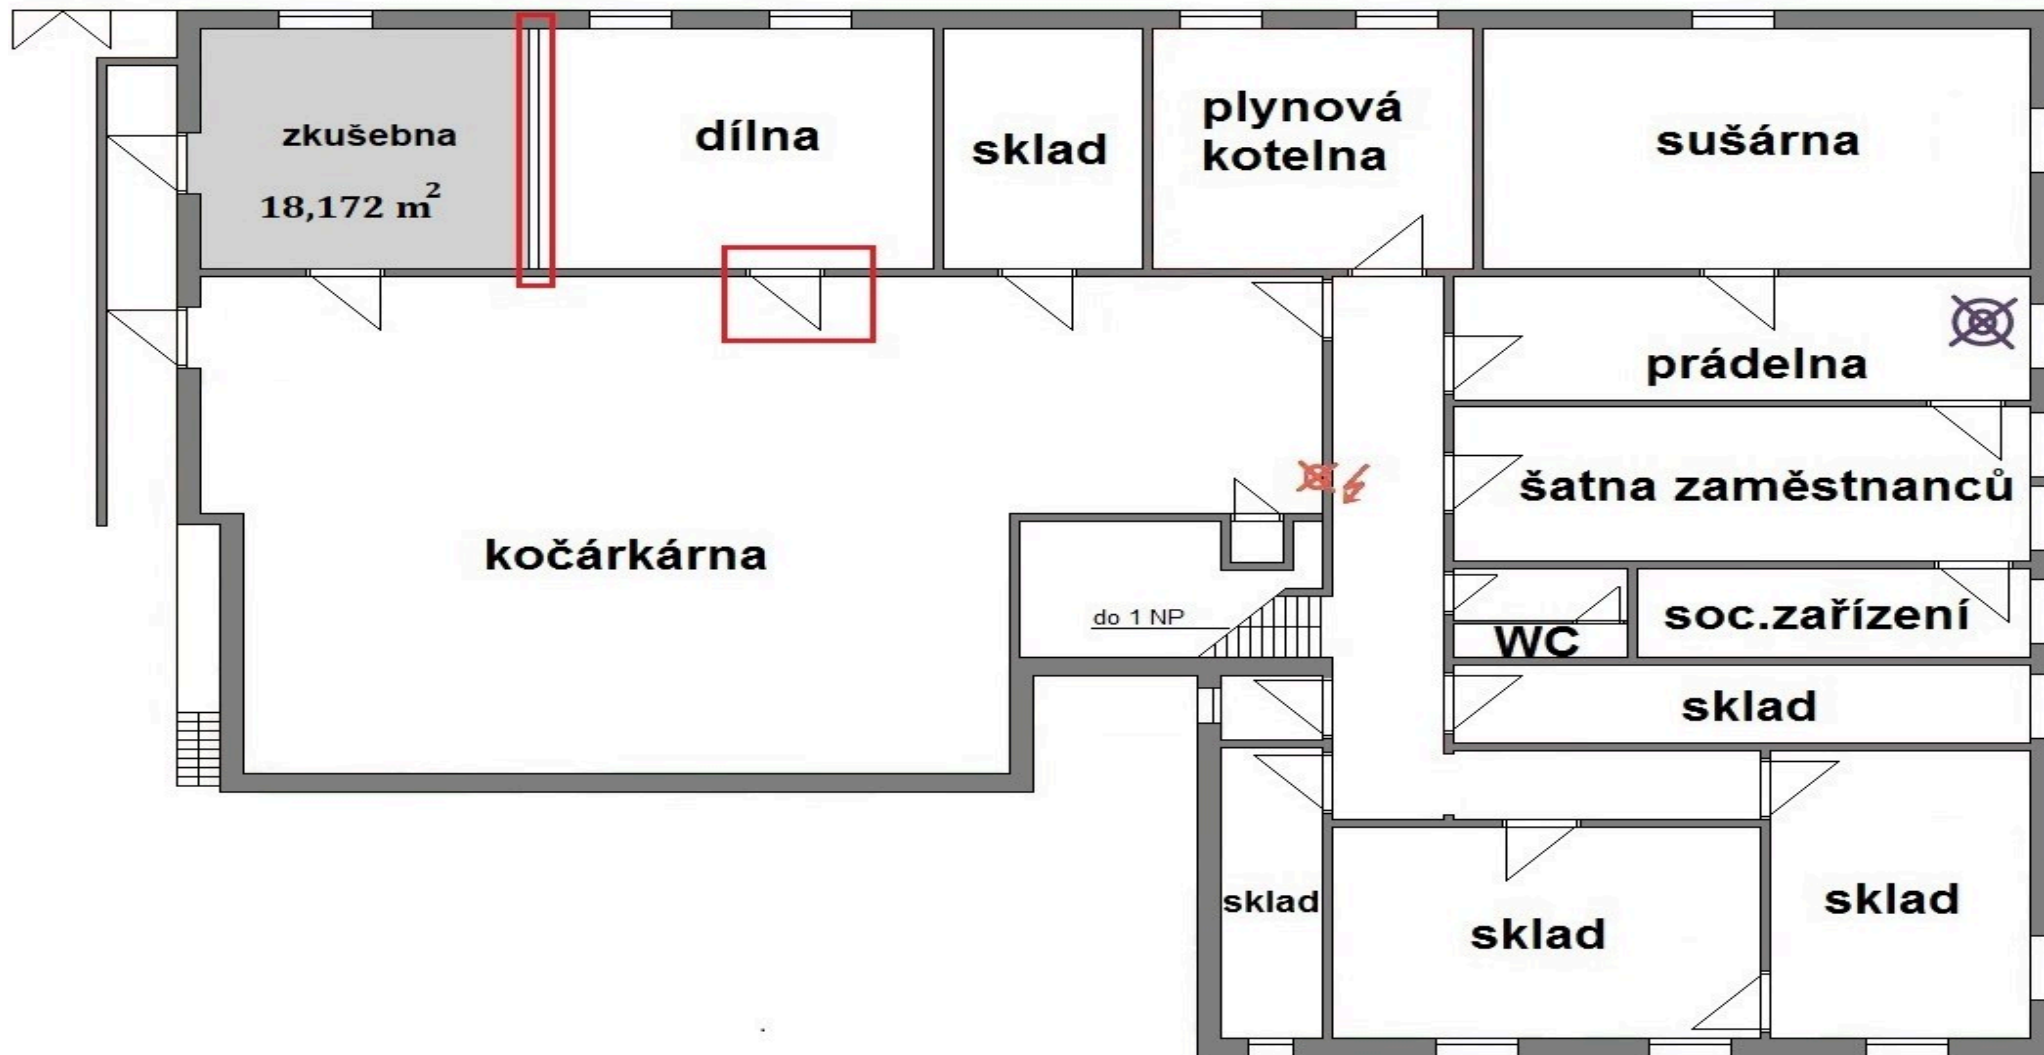 zkušebna
18,172 m²
dílna
sklad
plynová
kotelna
sušárna
prádelna
šatna zaměstnanců
kočárkárna
do 1 NP
WC
soc.zařízení
sklad
sklad
sklad
sklad